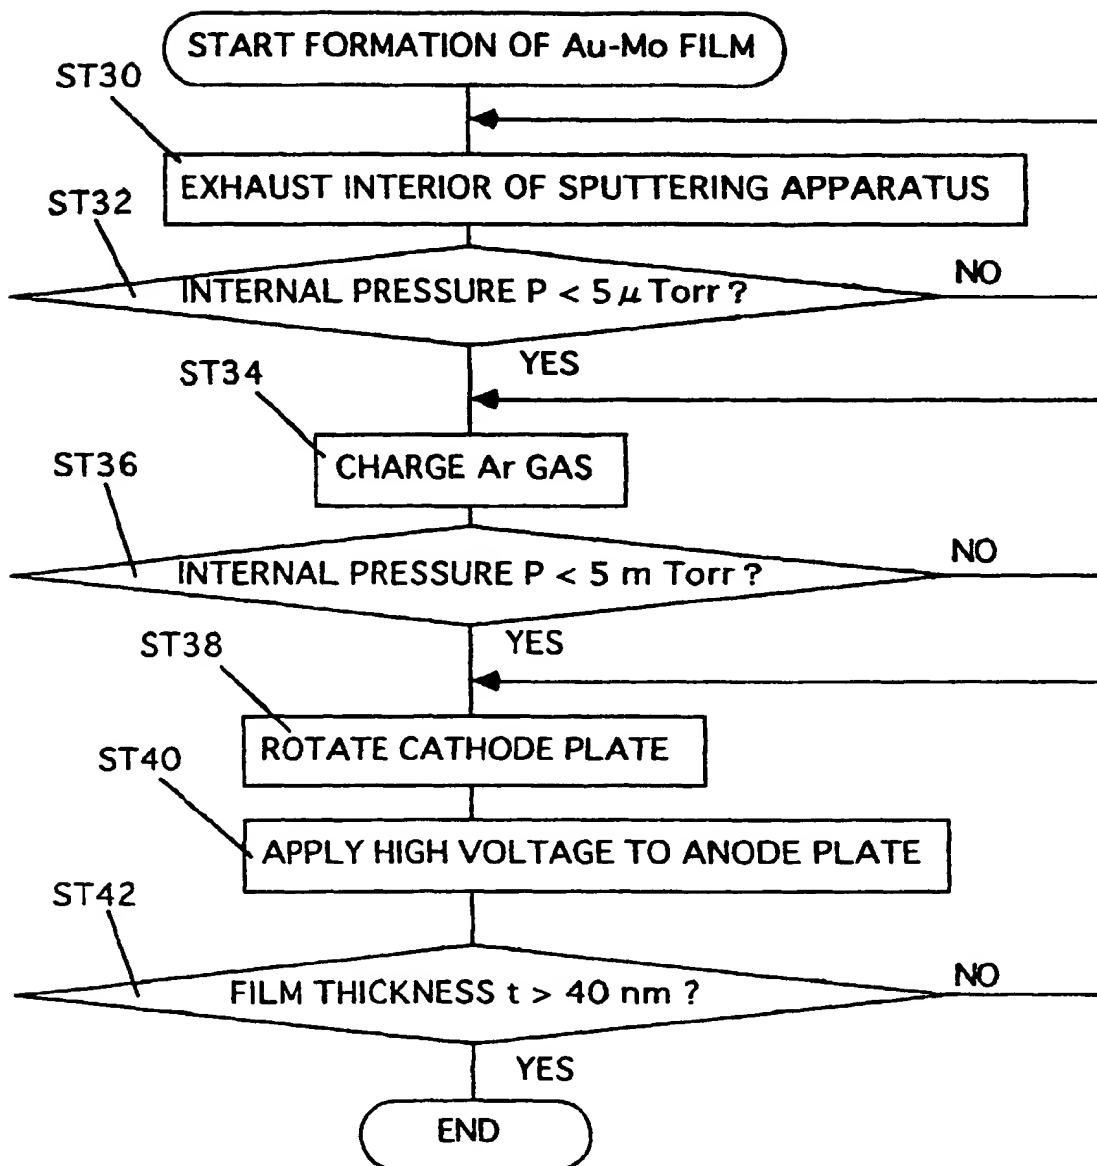 START FORMATION OF Au-Mo FILM
ST30
EXHAUST INTERIOR OF SPUTTERING APPARATUS
ST32
INTERNAL PRESSURE P < 5 μ Torr ?
NO
YES
ST34
CHARGE Ar GAS
ST36
INTERNAL PRESSURE P < 5 m Torr ?
NO
YES
ST38
ROTATE CATHODE PLATE
ST40
APPLY HIGH VOLTAGE TO ANODE PLATE
ST42
FILM THICKNESS t > 40 nm ?
NO
YES
END